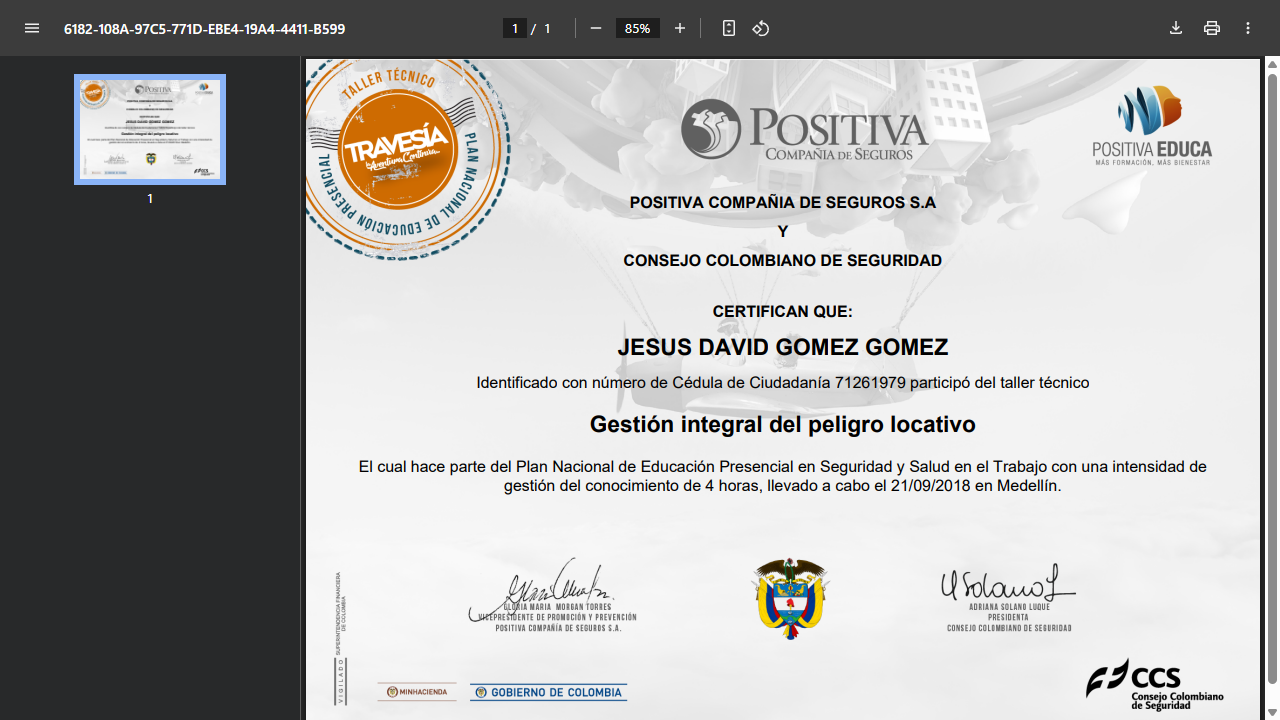 6182-108A-97C5-771D-EBE4-19A4-4411-B599
1 / 1
85%
1
TALLER TÉCNICO
TRAVESÍA
la Aventura Continúa...
PLAN NACIONAL DE EDUCACIÓN PRESENCIAL
POSITIVA
COMPAÑIA DE SEGUROS
POSITIVA EDUCA
MÁS FORMACIÓN, MÁS BIENESTAR
POSITIVA COMPAÑIA DE SEGUROS S.A
Y
CONSEJO COLOMBIANO DE SEGURIDAD
CERTIFICAN QUE:
JESUS DAVID GOMEZ GOMEZ
Identificado con número de Cédula de Ciudadanía 71261979 participó del taller técnico
Gestión integral del peligro locativo
El cual hace parte del Plan Nacional de Educación Presencial en Seguridad y Salud en el Trabajo con una intensidad de
gestión del conocimiento de 4 horas, llevado a cabo el 21/09/2018 en Medellín.
GLORIA MARIA MORGAN TORRES
VICEPRESIDENTE DE PROMOCIÓN Y PREVENCIÓN
POSITIVA COMPAÑÍA DE SEGUROS S.A.
ADRIANA SOLANO LUQUE
PRESIDENTA
CONSEJO COLOMBIANO DE SEGURIDAD
VIGILADO
SUPERINTENDENCIA FINANCIERA
DE COLOMBIA
MINHACIENDA
GOBIERNO DE COLOMBIA
CCS
Consejo Colombiano
de Seguridad